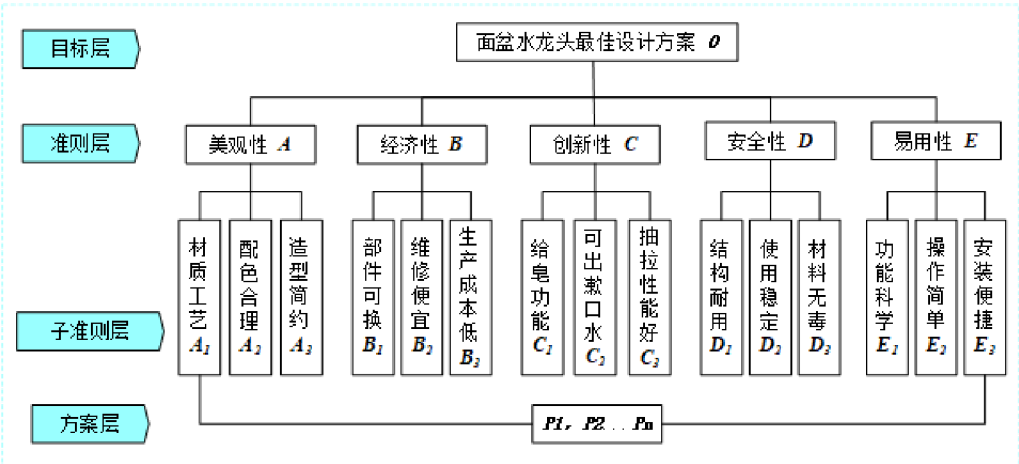 目标层
面盆水龙头最佳设计方案 O
准则层
美观性 A
经济性 B
创新性 C
安全性 D
易用性 E
子准则层
材质工艺 A1
配色合理 A2
造型简约 A3
部件可换 B1
维修便宜 B2
生产成本低 B3
给皂功能 C1
可出漱口水 C2
抽拉性能好 C3
结构耐用 D1
使用稳定 D2
材料无毒 D3
功能科学 E1
操作简单 E2
安装便捷 E3
方案层
P1, P2...Pn